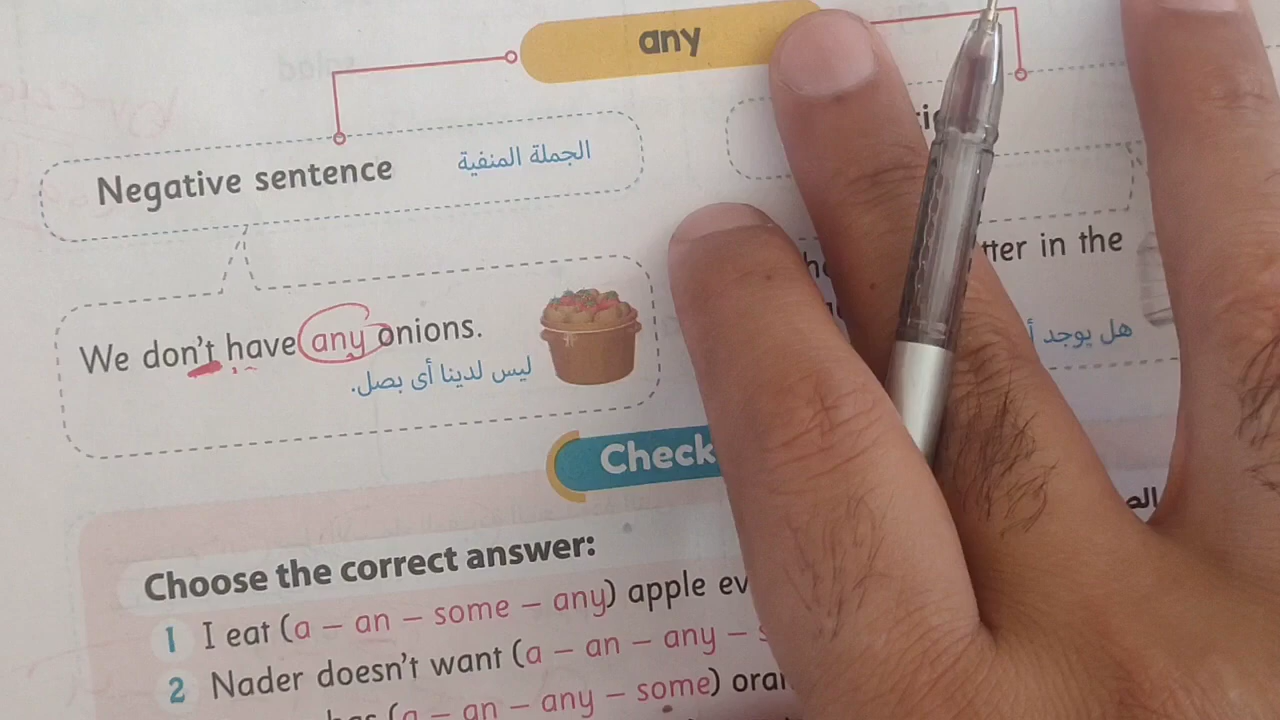 any
Negative sentence الجملة المنفية
We don't have any onions.
ليس لدينا أى بصل.
tter in the
هل يوجد أ
Check
Choose the correct answer:
1 I eat (a – an – some – any) apple ev
2 Nader doesn't want (a – an – any – s
has (a – an – any – some) oran